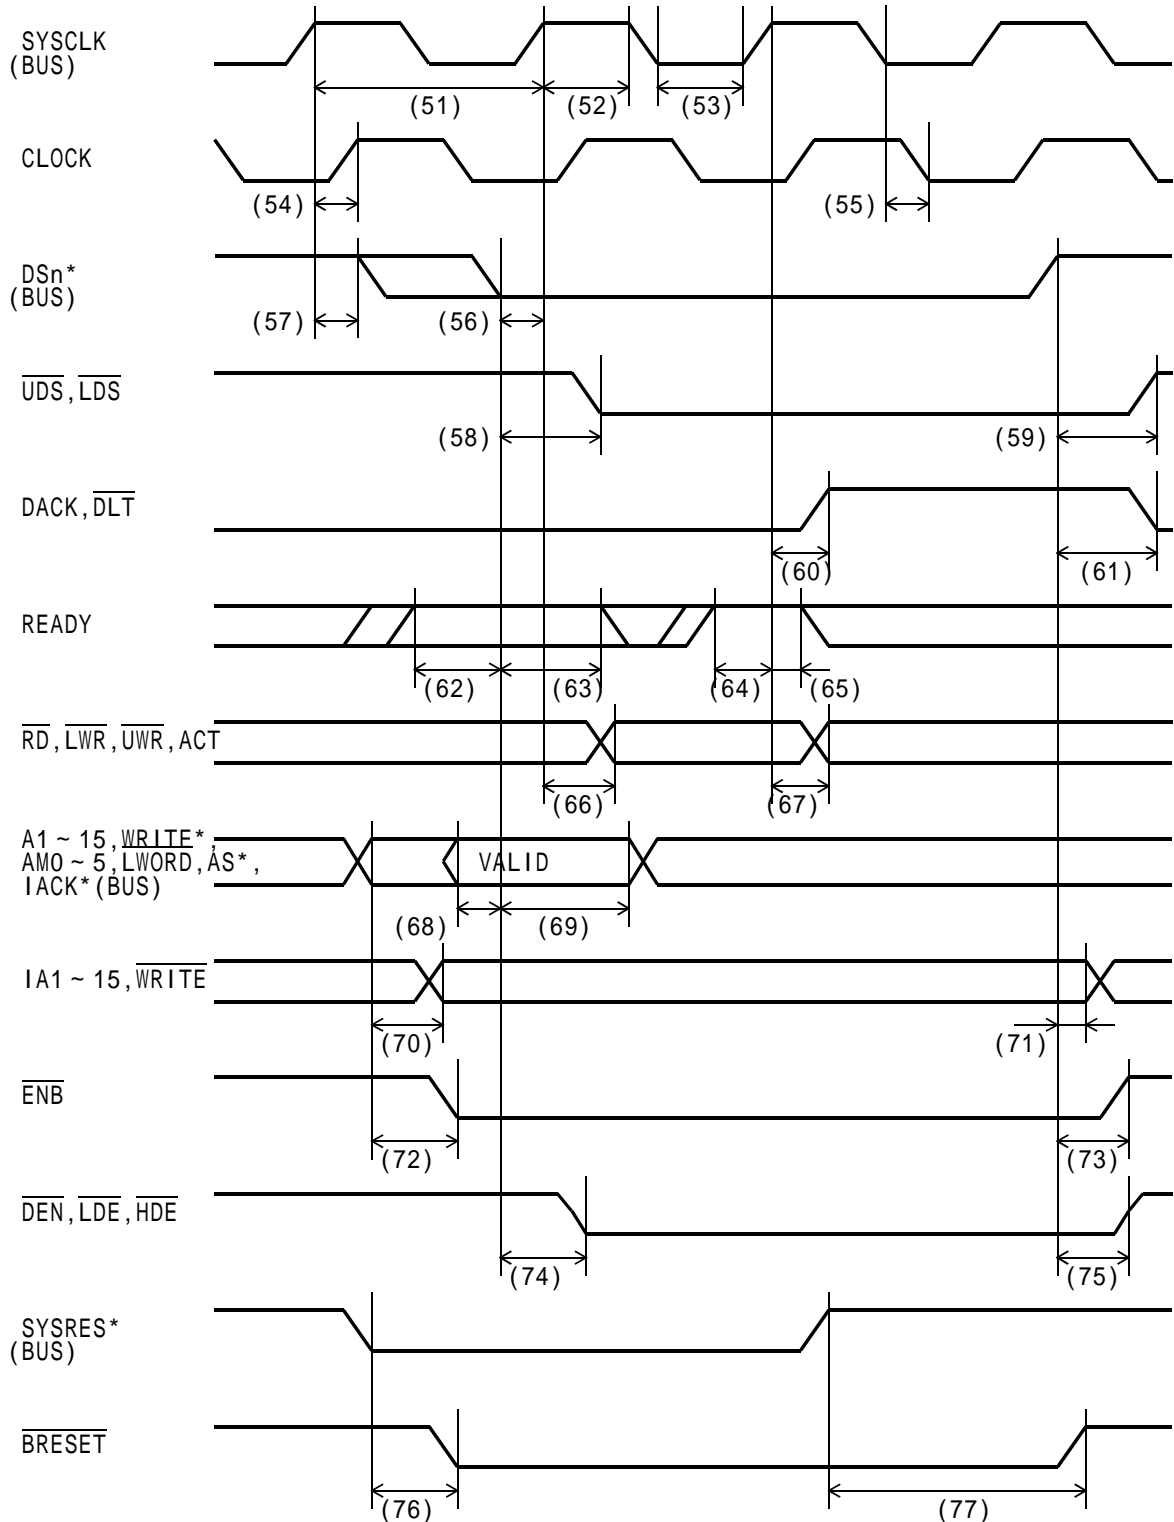 SYSCLK
(BUS)
(51) (52) (53)
CLOCK
(54) (55)
DSn*
(BUS)
(57) (56)
UDS,LDS
(58) (59)
DACK,DLT
(60) (61)
READY
(62) (63) (64) (65)
RD,LWR,UWR,ACT
(66) (67)
A1~15,WRITE*,
AM0~5,LWORD,AS*, VALID
IACK*(BUS)
(68) (69)
IA1~15,WRITE
(70) (71)
ENB
(72) (73)
DEN,LDE,HDE
(74) (75)
SYSRES*
(BUS)
BRESET
(76) (77)